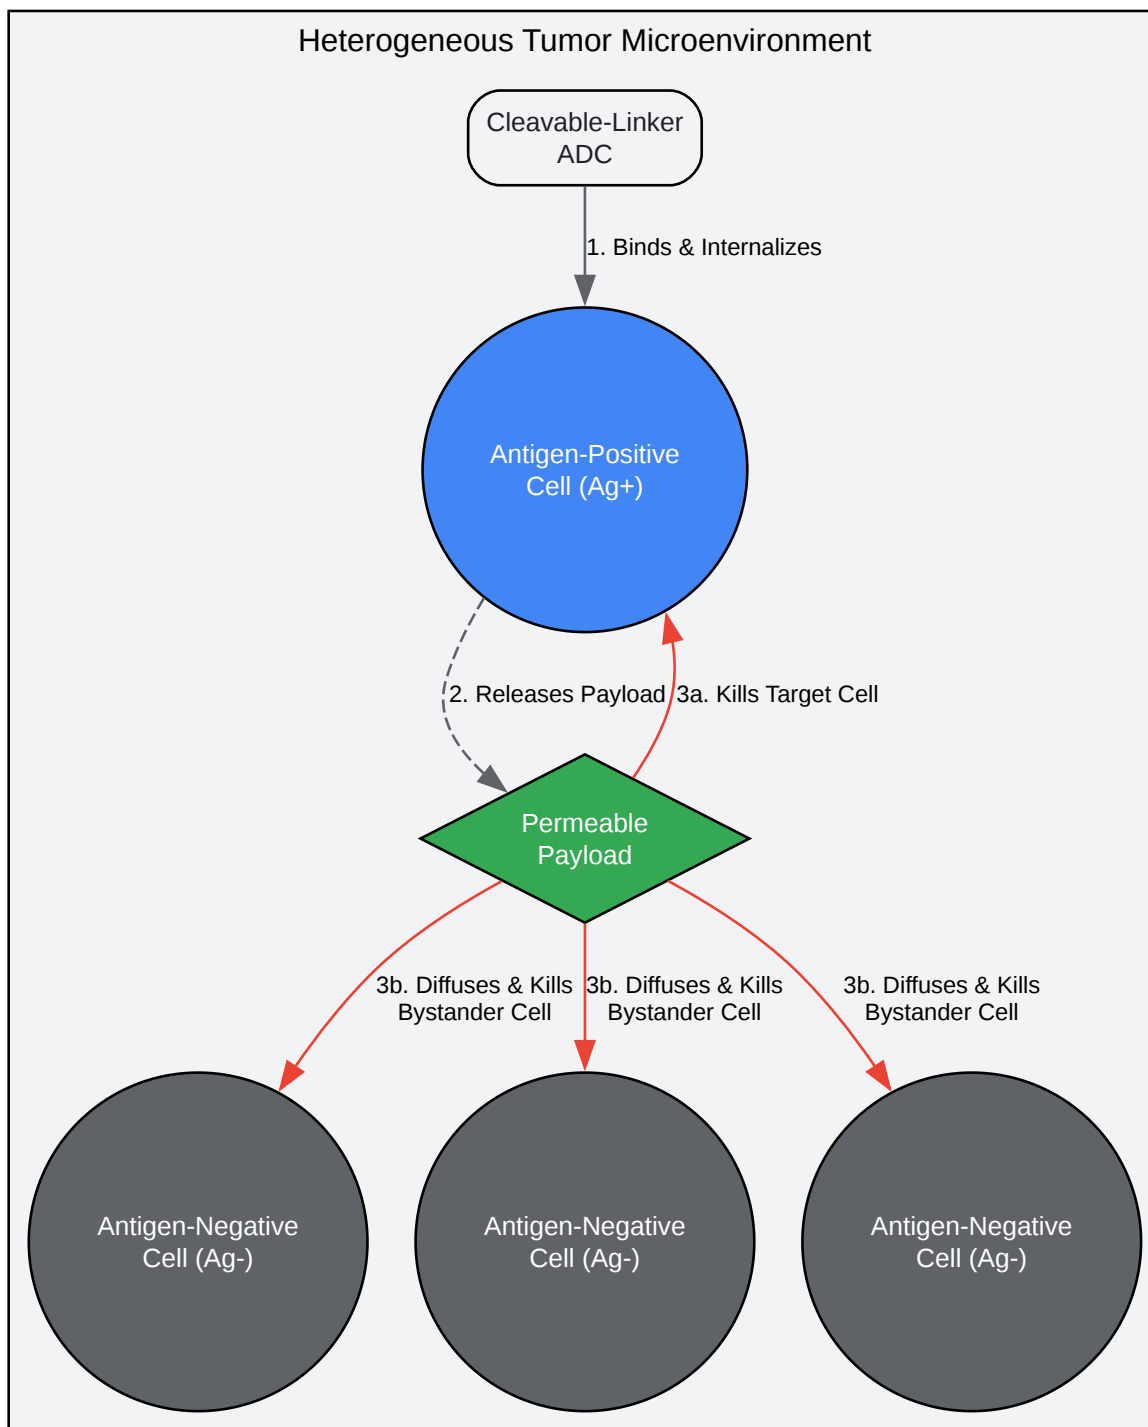 Heterogeneous Tumor Microenvironment
Cleavable-Linker
ADC
1. Binds & Internalizes
Antigen-Positive
Cell (Ag+)
2. Releases Payload
3a. Kills Target Cell
Permeable
Payload
3b. Diffuses & Kills
Bystander Cell
3b. Diffuses & Kills
Bystander Cell
3b. Diffuses & Kills
Bystander Cell
Antigen-Negative
Cell (Ag-)
Antigen-Negative
Cell (Ag-)
Antigen-Negative
Cell (Ag-)